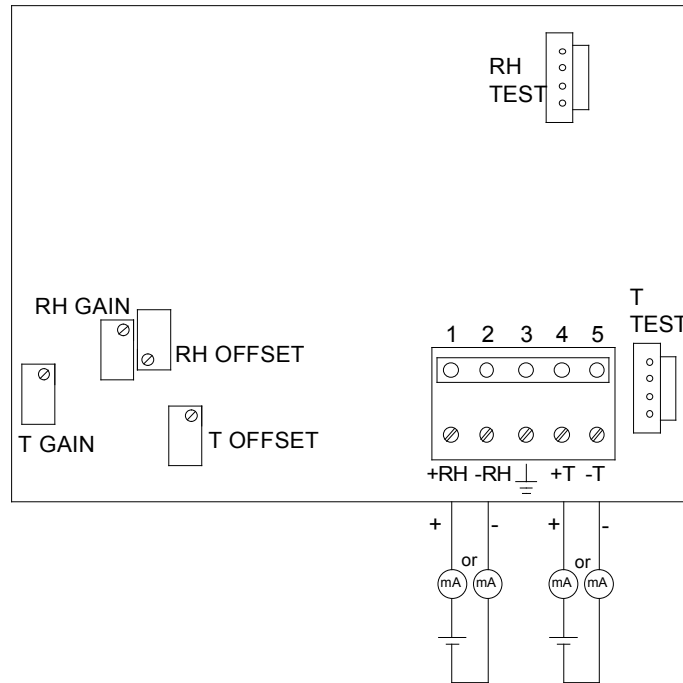 RH
TEST
RH GAIN
RH OFFSET
T GAIN
T OFFSET
T
TEST
1 2 3 4 5
+RH -RH +T -T
+ - + -
or or
mA mA mA mA